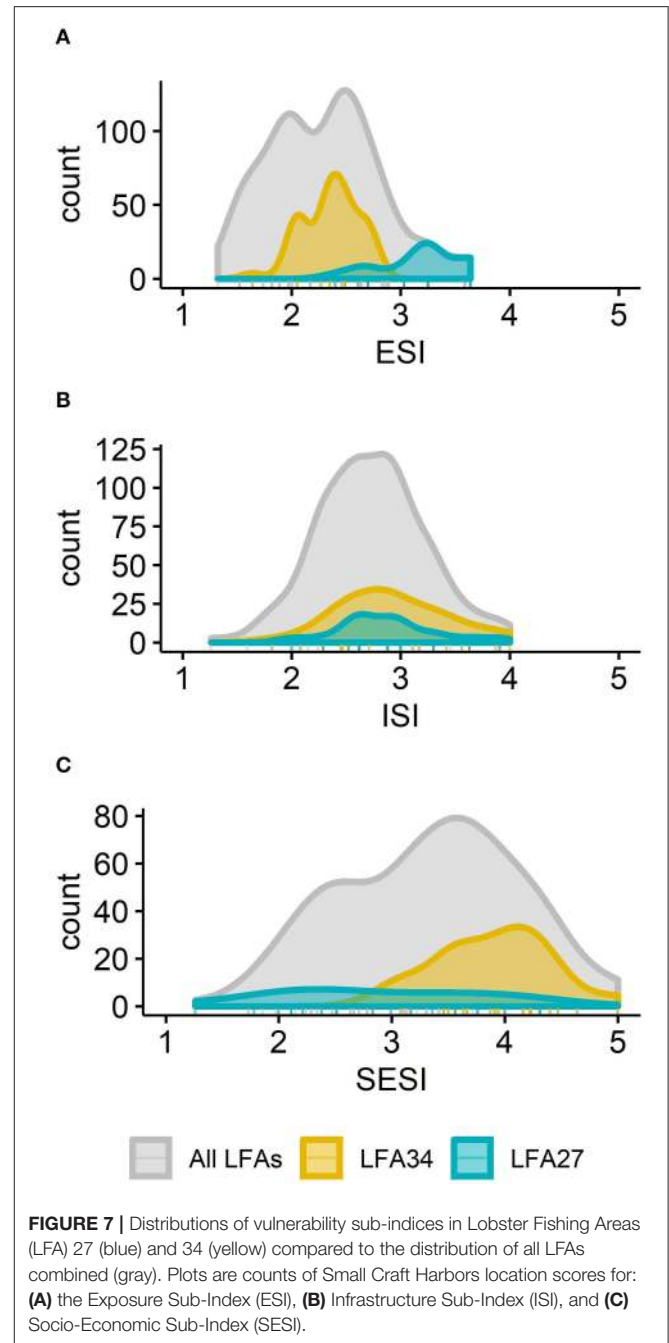 A
count
100
50
0
1 2 3 4 5
ESI
B
count
125
100
75
50
25
0
1 2 3 4 5
ISI
C
count
80
60
40
20
0
1 2 3 4 5
SESI
All LFAs LFA34 LFA27
FIGURE 7 | Distributions of vulnerability sub-indices in Lobster Fishing Areas
(LFA) 27 (blue) and 34 (yellow) compared to the distribution of all LFAs
combined (gray). Plots are counts of Small Craft Harbors location scores for:
(A) the Exposure Sub-Index (ESI), (B) Infrastructure Sub-Index (ISI), and (C)
Socio-Economic Sub-Index (SESI).